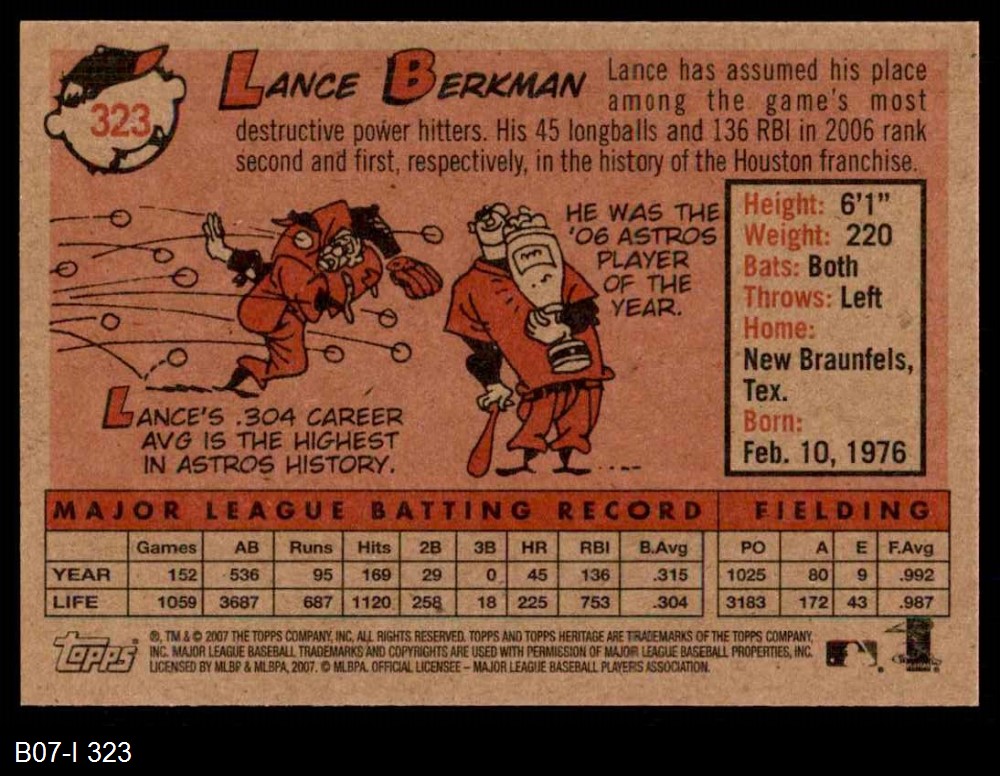 323
LANCE BERKMAN
Lance has assumed his place
among the game's most
destructive power hitters. His 45 longballs and 136 RBI in 2006 rank
second and first, respectively, in the history of the Houston franchise.
HE WAS THE
'06 ASTROS
PLAYER
OF THE
YEAR.
LANCE'S .304 CAREER
AVG IS THE HIGHEST
IN ASTROS HISTORY.
Height: 6'1"
Weight: 220
Bats: Both
Throws: Left
Home:
New Braunfels,
Tex.
Born:
Feb. 10, 1976
MAJOR LEAGUE BATTING RECORD FIELDING
Games AB Runs Hits 2B 3B HR RBI B.Avg PO A E F.Avg
YEAR 152 536 95 169 29 0 45 136 .315 1025 80 9 .992
LIFE 1059 3687 687 1120 258 18 225 753 .304 3183 172 43 .987
TOPPS
®, TM & © 2007 THE TOPPS COMPANY, INC. ALL RIGHTS RESERVED. TOPPS AND TOPPS HERITAGE ARE TRADEMARKS OF THE TOPPS COMPANY,
INC. MAJOR LEAGUE BASEBALL TRADEMARKS AND COPYRIGHTS ARE USED WITH PERMISSION OF MAJOR LEAGUE BASEBALL PROPERTIES, INC.
LICENSED BY MLBP & MLBPA, 2007. © MLBPA. OFFICIAL LICENSEE – MAJOR LEAGUE BASEBALL PLAYERS ASSOCIATION.
B07-I 323